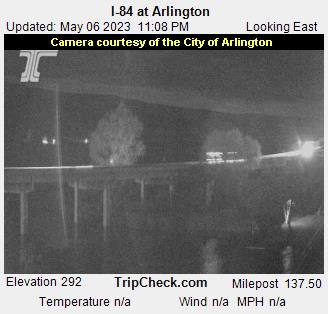 I-84 at Arlington
Updated: May 06 2023 11:08 PM Looking East
Camera courtesy of the City of Arlington
Elevation 292 TripCheck.com Milepost 137.50
Temperature n/a Wind n/a MPH n/a